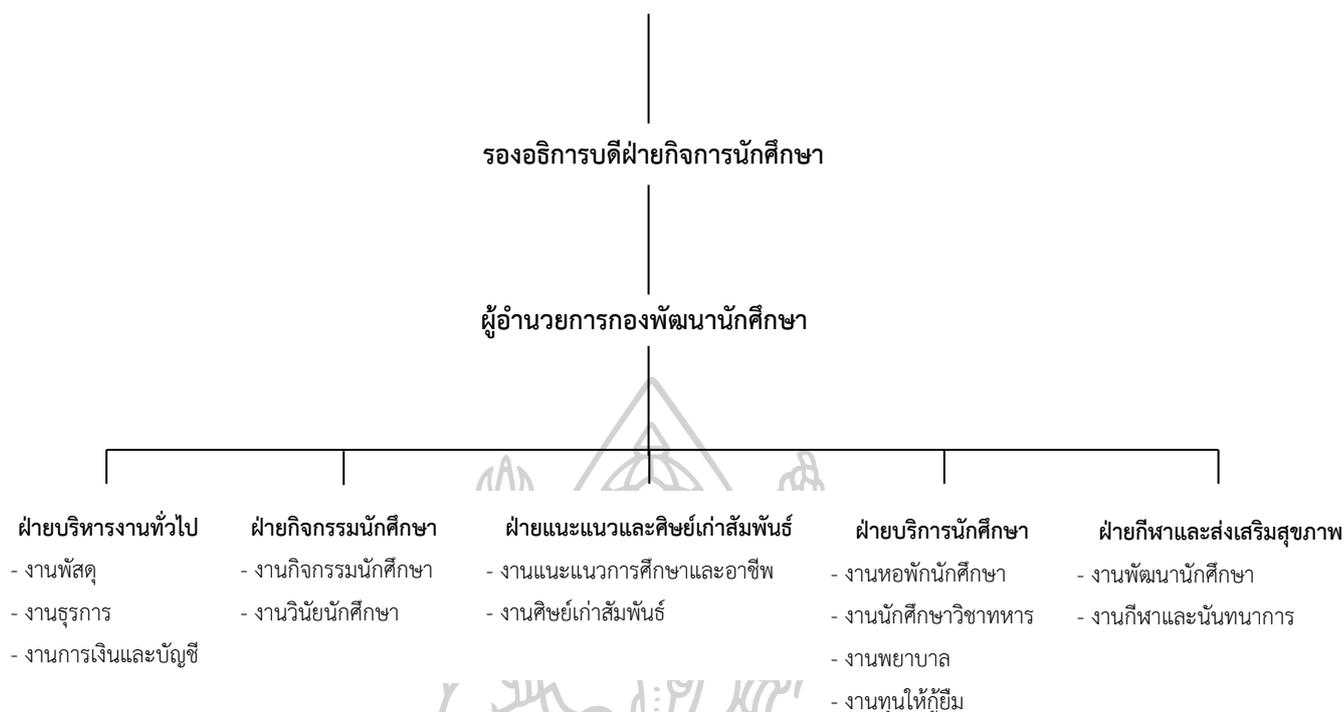 รองอธิการบดีฝ่ายกิจการนักศึกษา
ผู้อำนวยการกองพัฒนานักศึกษา
ฝ่ายบริหารงานทั่วไป
- งานพัสดุ
- งานธุรการ
- งานการเงินและบัญชี
ฝ่ายกิจกรรมนักศึกษา
- งานกิจกรรมนักศึกษา
- งานวินัยนักศึกษา
ฝ่ายแนะแนวและศิษย์เก่าสัมพันธ์
- งานแนะแนวการศึกษาและอาชีพ
- งานศิษย์เก่าสัมพันธ์
ฝ่ายบริการนักศึกษา
- งานหอพักนักศึกษา
- งานนักศึกษาวิชาทหาร
- งานพยาบาล
- งานทุนให้กู้ยืม
ฝ่ายกีฬาและส่งเสริมสุขภาพ
- งานพัฒนานักศึกษา
- งานกีฬาและนันทนาการ